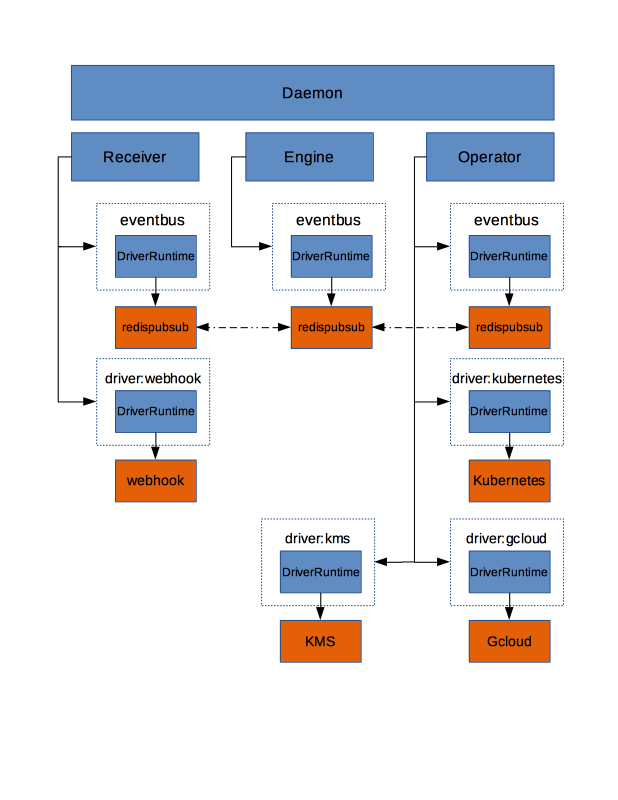 Daemon
Receiver
Engine
Operator
eventbus
eventbus
eventbus
DriverRuntime
DriverRuntime
DriverRuntime
redispubsub
redispubsub
redispubsub
driver:webhook
driver:kubernetes
DriverRuntime
DriverRuntime
webhook
Kubernetes
driver:kms
driver:gcloud
DriverRuntime
DriverRuntime
KMS
Gcloud